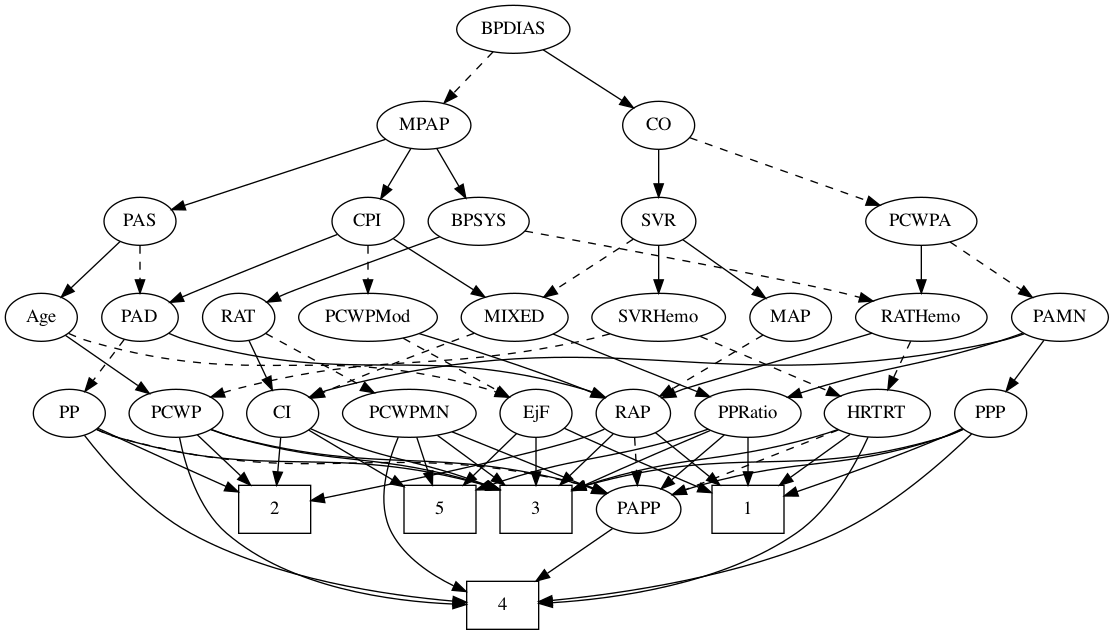 BPDIAS
MPAP
CO
PAS
CPI
BPSYS
SVR
PCWPA
Age
PAD
RAT
PCWPMod
MIXED
SVRHemo
MAP
RATHemo
PAMN
PP
PCWP
CI
PCWPMN
EjF
RAP
PPRatio
HRTRT
PPP
2
5
3
PAPP
1
4